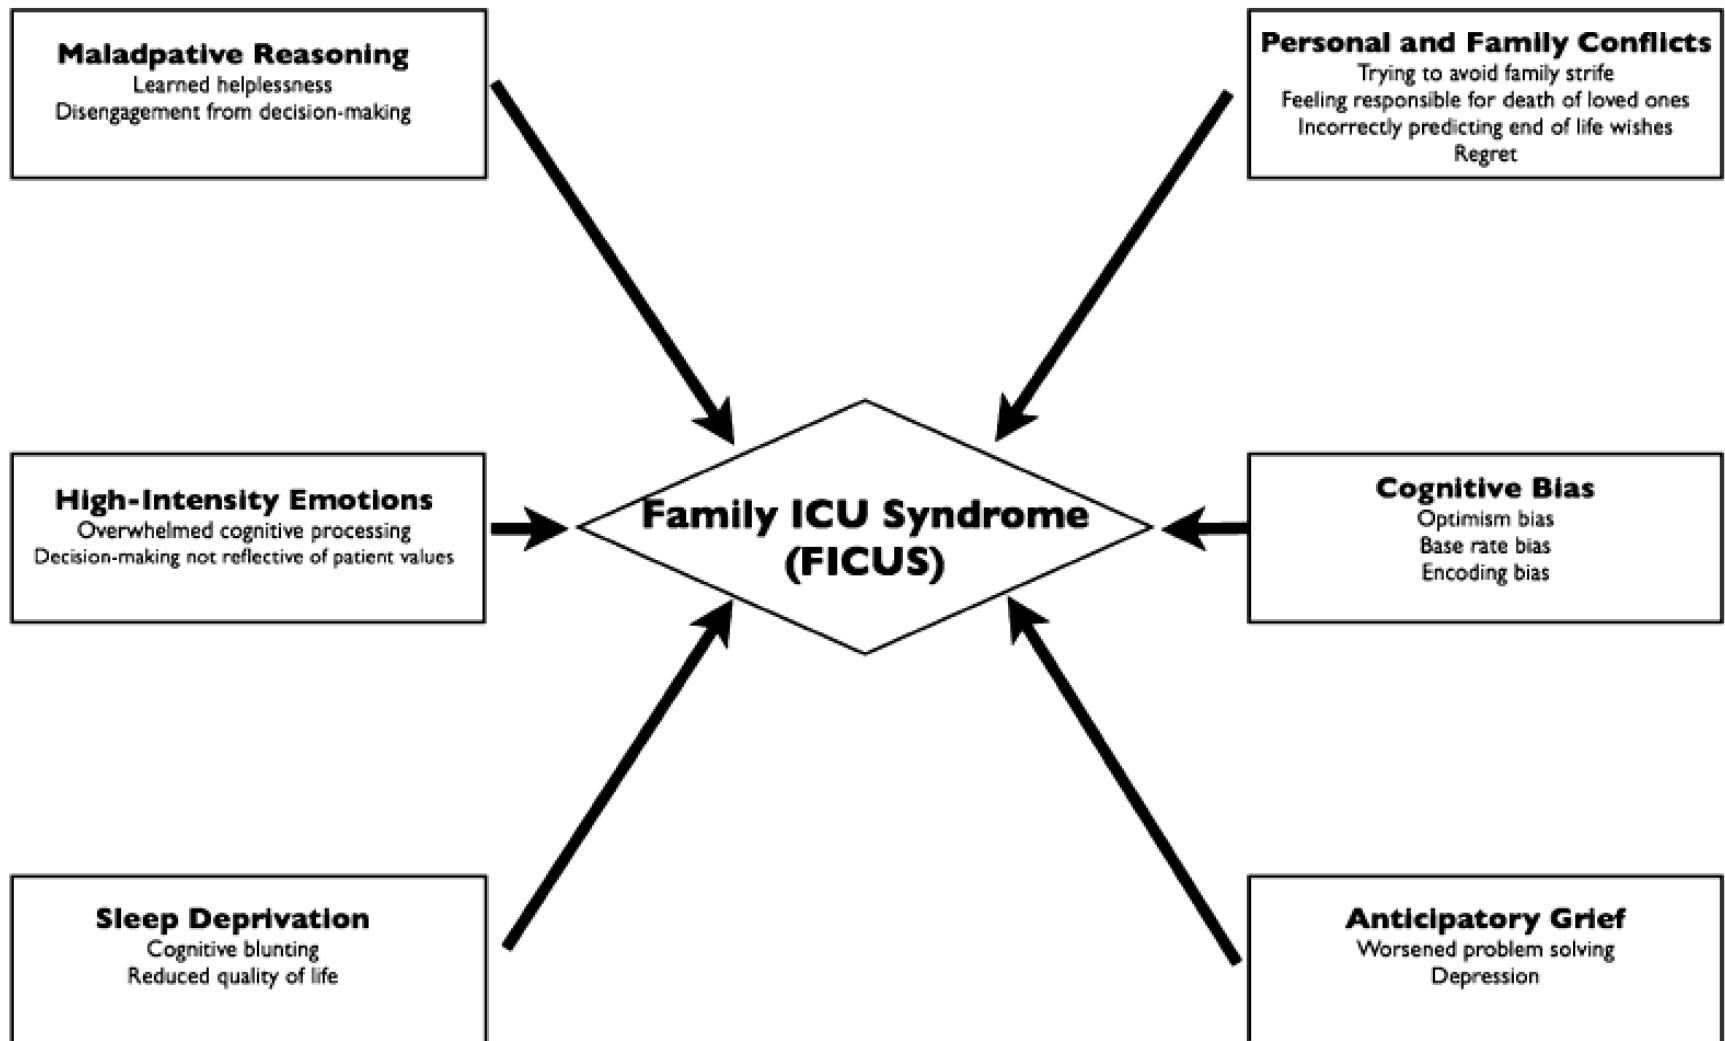 Maladpative Reasoning
Learned helplessness
Disengagement from decision-making
Personal and Family Conflicts
Trying to avoid family strife
Feeling responsible for death of loved ones
Incorrectly predicting end of life wishes
Regret
High-Intensity Emotions
Overwhelmed cognitive processing
Decision-making not reflective of patient values
Family ICU Syndrome
(FICUS)
Cognitive Bias
Optimism bias
Base rate bias
Encoding bias
Sleep Deprivation
Cognitive blunting
Reduced quality of life
Anticipatory Grief
Worsened problem solving
Depression